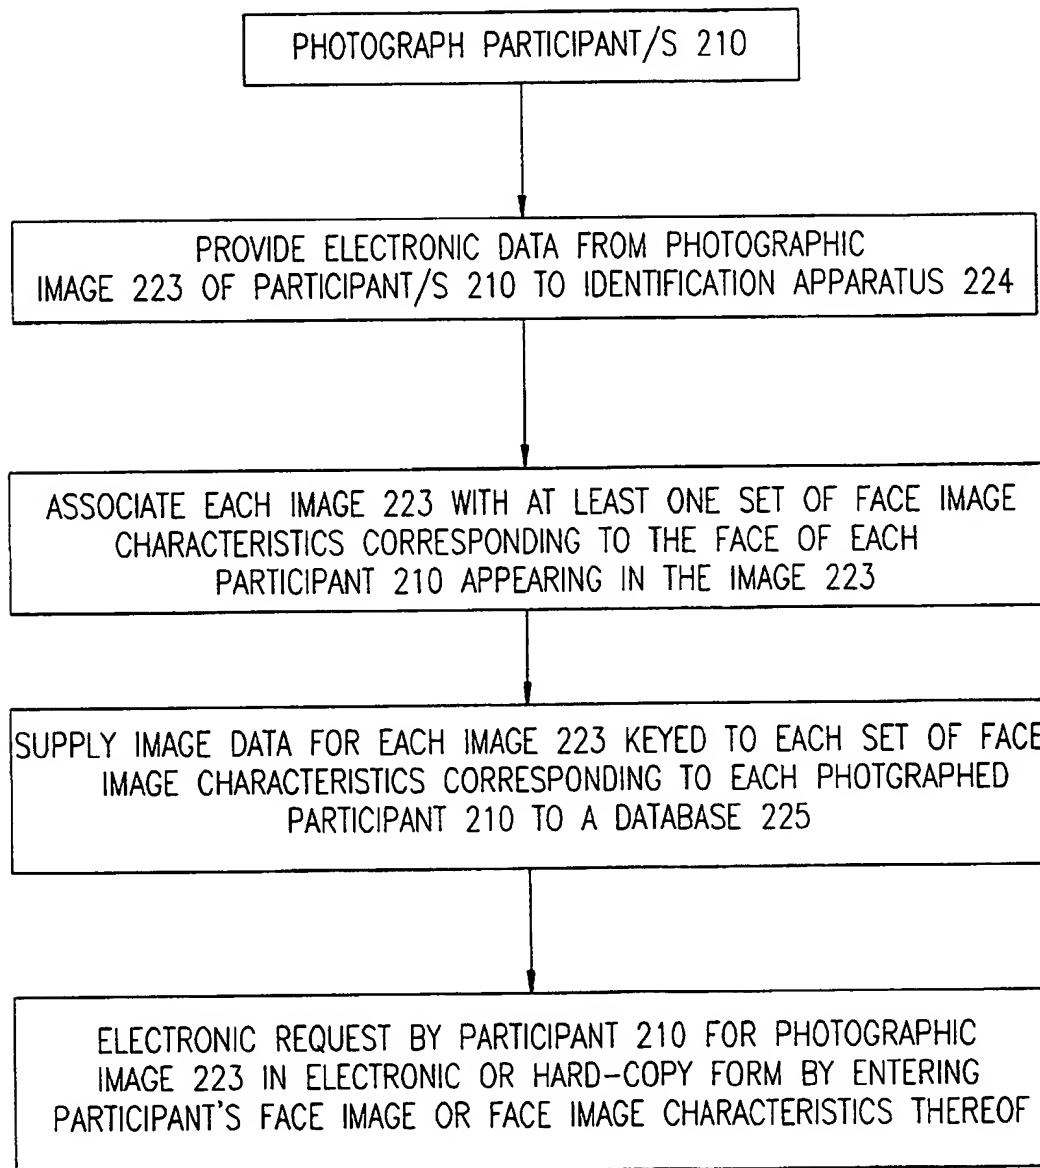 PHOTOGRAPH PARTICIPANT/S 210
PROVIDE ELECTRONIC DATA FROM PHOTOGRAPHIC
IMAGE 223 OF PARTICIPANT/S 210 TO IDENTIFICATION APPARATUS 224
ASSOCIATE EACH IMAGE 223 WITH AT LEAST ONE SET OF FACE IMAGE
CHARACTERISTICS CORRESPONDING TO THE FACE OF EACH
PARTICIPANT 210 APPEARING IN THE IMAGE 223
SUPPLY IMAGE DATA FOR EACH IMAGE 223 KEYED TO EACH SET OF FACE
IMAGE CHARACTERISTICS CORRESPONDING TO EACH PHOTGRAPHED
PARTICIPANT 210 TO A DATABASE 225
ELECTRONIC REQUEST BY PARTICIPANT 210 FOR PHOTOGRAPHIC
IMAGE 223 IN ELECTRONIC OR HARD-COPY FORM BY ENTERING
PARTICIPANT'S FACE IMAGE OR FACE IMAGE CHARACTERISTICS THEREOF